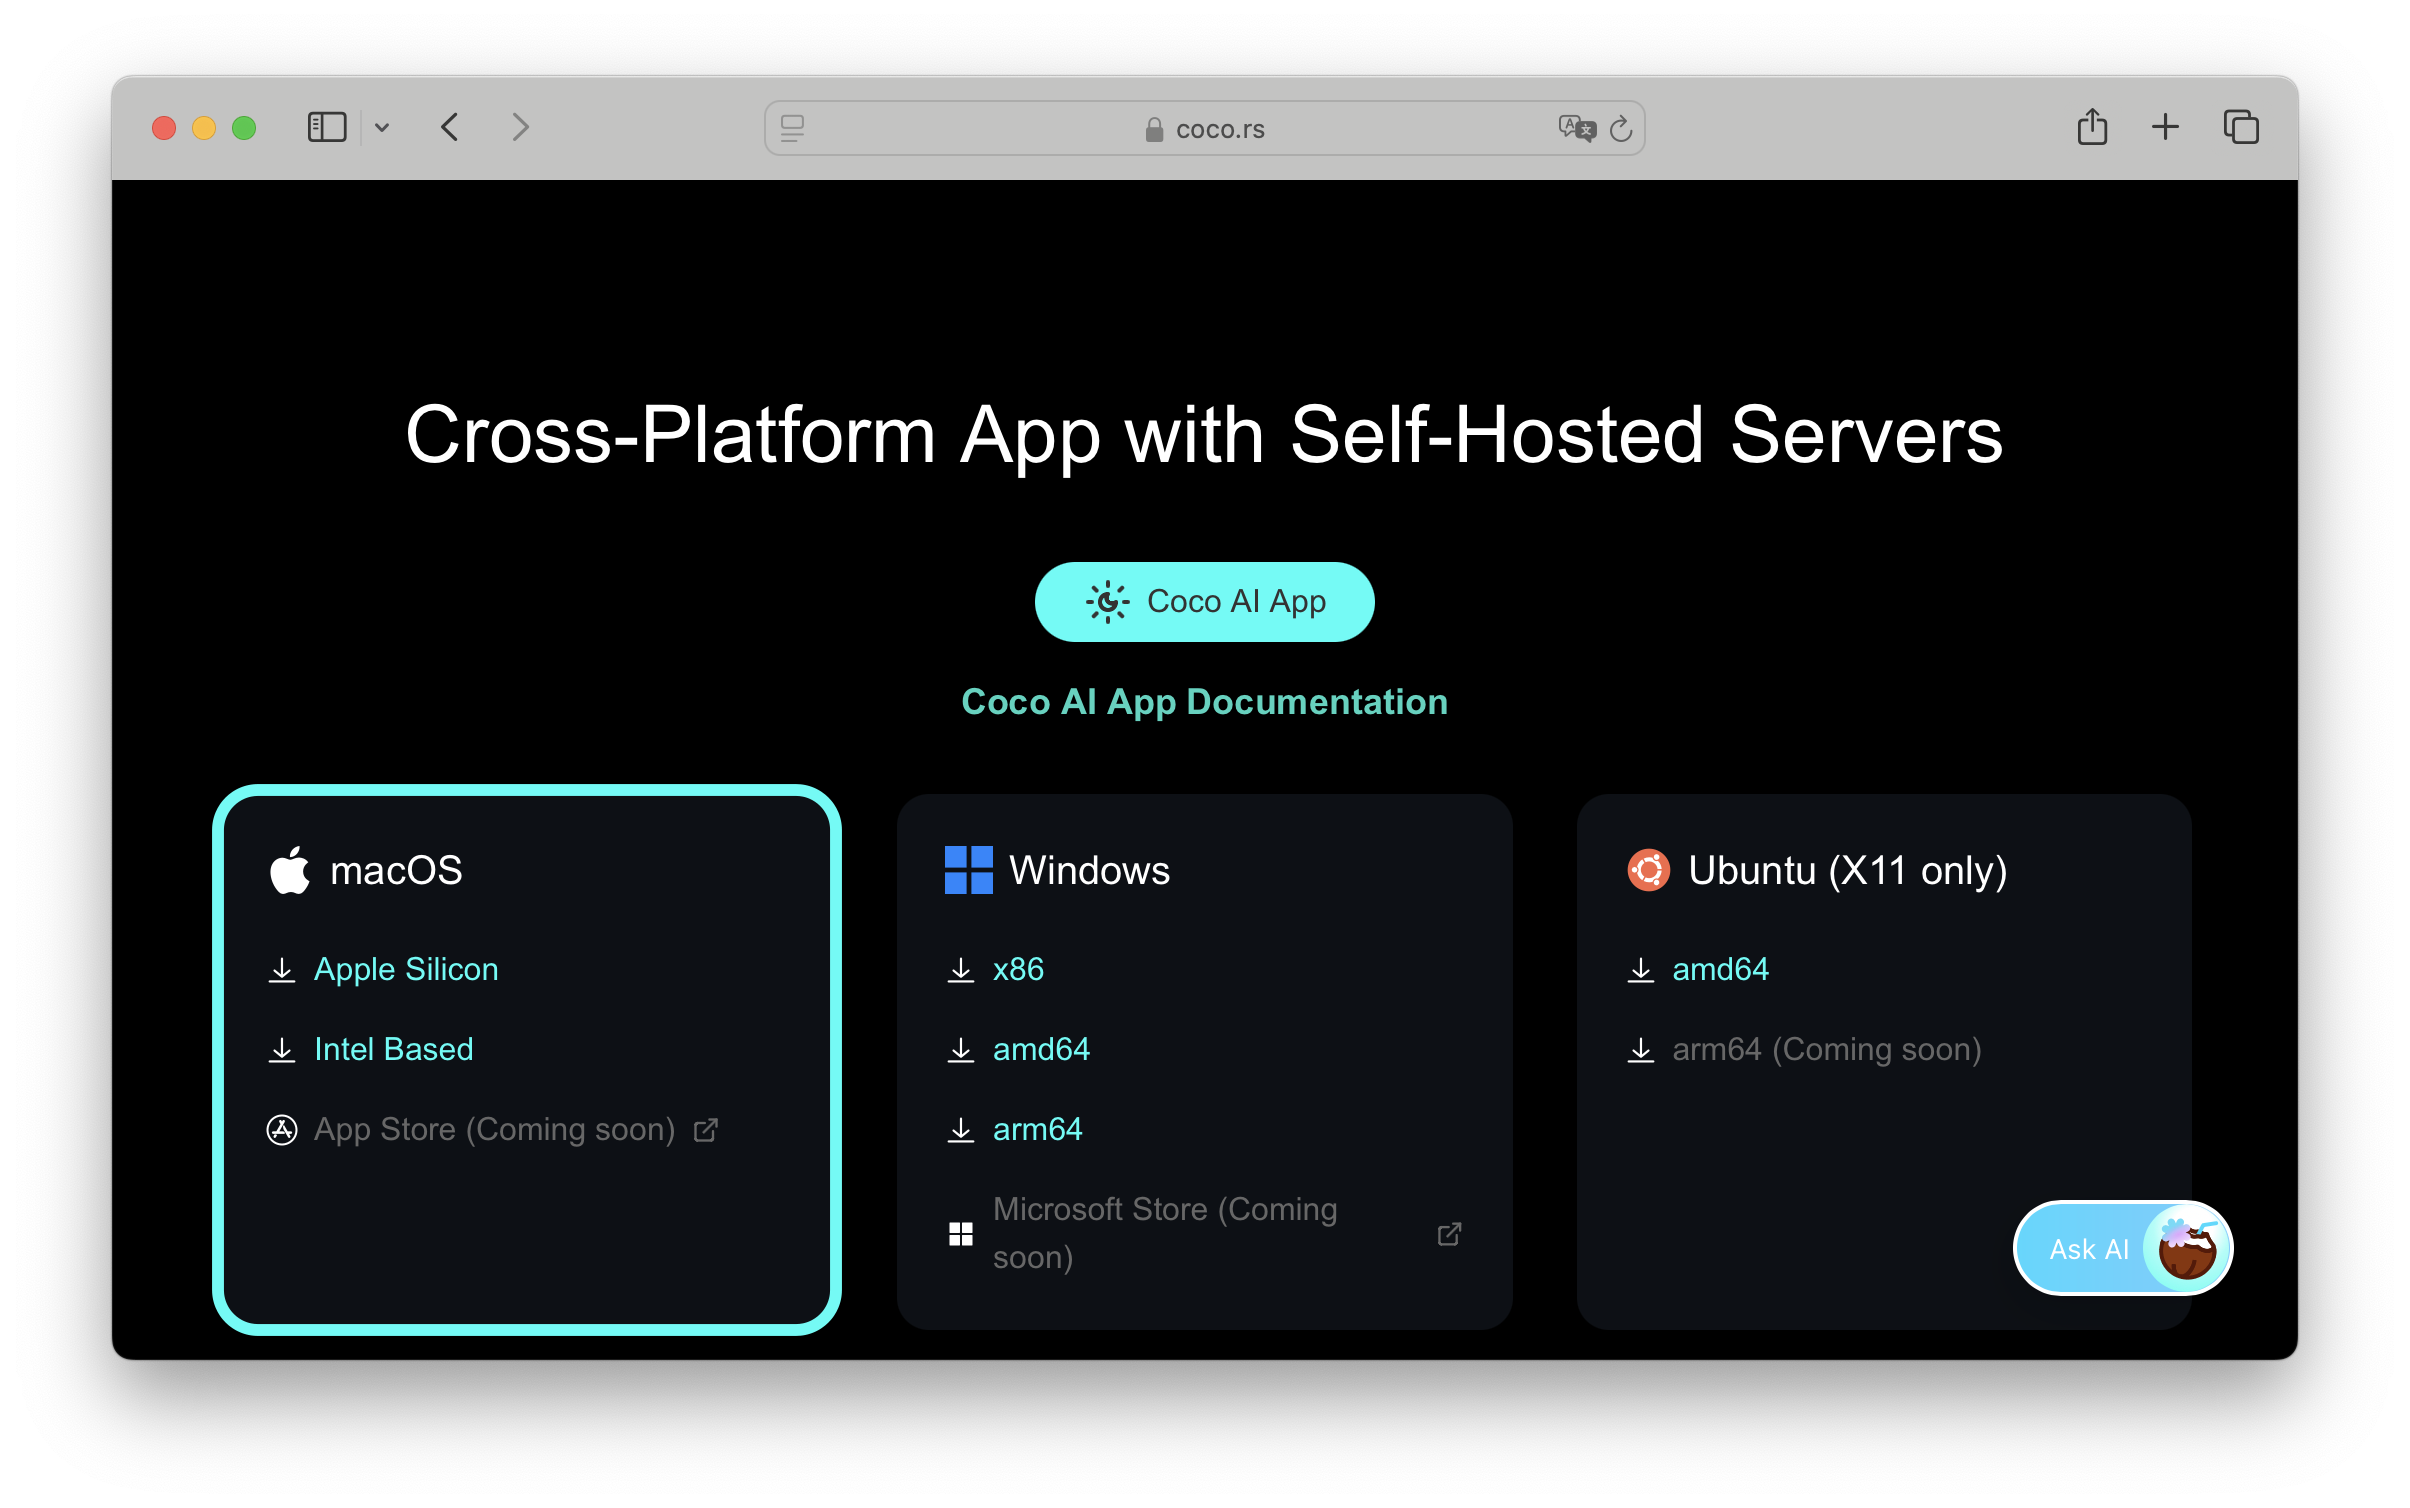 coco.rs
Cross-Platform App with Self-Hosted Servers
Coco AI App
Coco AI App Documentation
macOS
Apple Silicon
Intel Based
App Store (Coming soon)
Windows
x86
amd64
arm64
Microsoft Store (Coming
soon)
Ubuntu (X11 only)
amd64
arm64 (Coming soon)
Ask AI